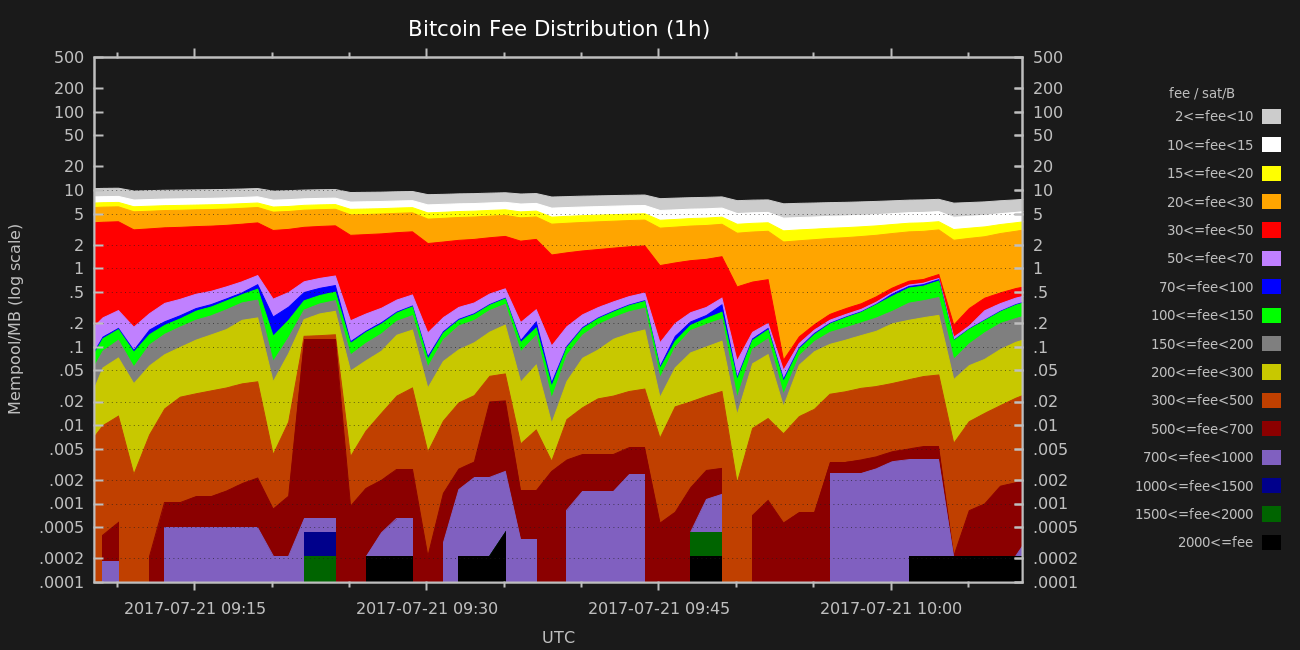 Bitcoin Fee Distribution (1h)
500 500
200 200
100 100
50 50
20 20
10 10
5 5
2 2
1 1
.5 .5
.2 .2
.1 .1
.05 .05
.02 .02
.01 .01
.005 .005
.002 .002
.001 .001
.0005 .0005
.0002 .0002
.0001 .0001
Mempool/MB (log scale)
2017-07-21 09:15 2017-07-21 09:30 2017-07-21 09:45 2017-07-21 10:00
UTC
fee / sat/B
2<=fee<10
10<=fee<15
15<=fee<20
20<=fee<30
30<=fee<50
50<=fee<70
70<=fee<100
100<=fee<150
150<=fee<200
200<=fee<300
300<=fee<500
500<=fee<700
700<=fee<1000
1000<=fee<1500
1500<=fee<2000
2000<=fee